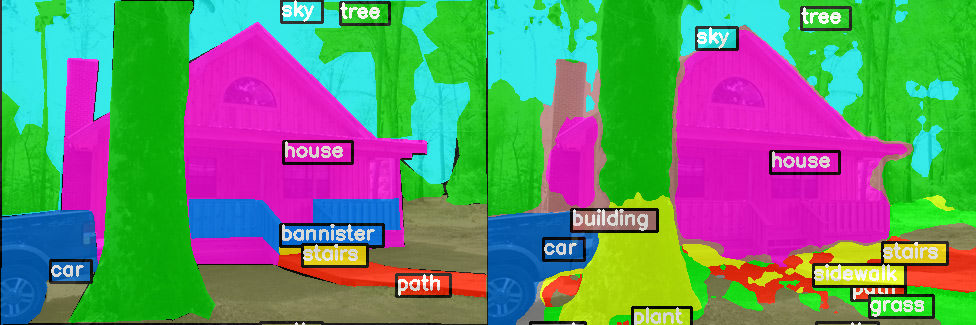 sky
tree
house
bannister
stairs
car
path
tree
sky
house
building
car
stairs
sidewalk
path
grass
plant